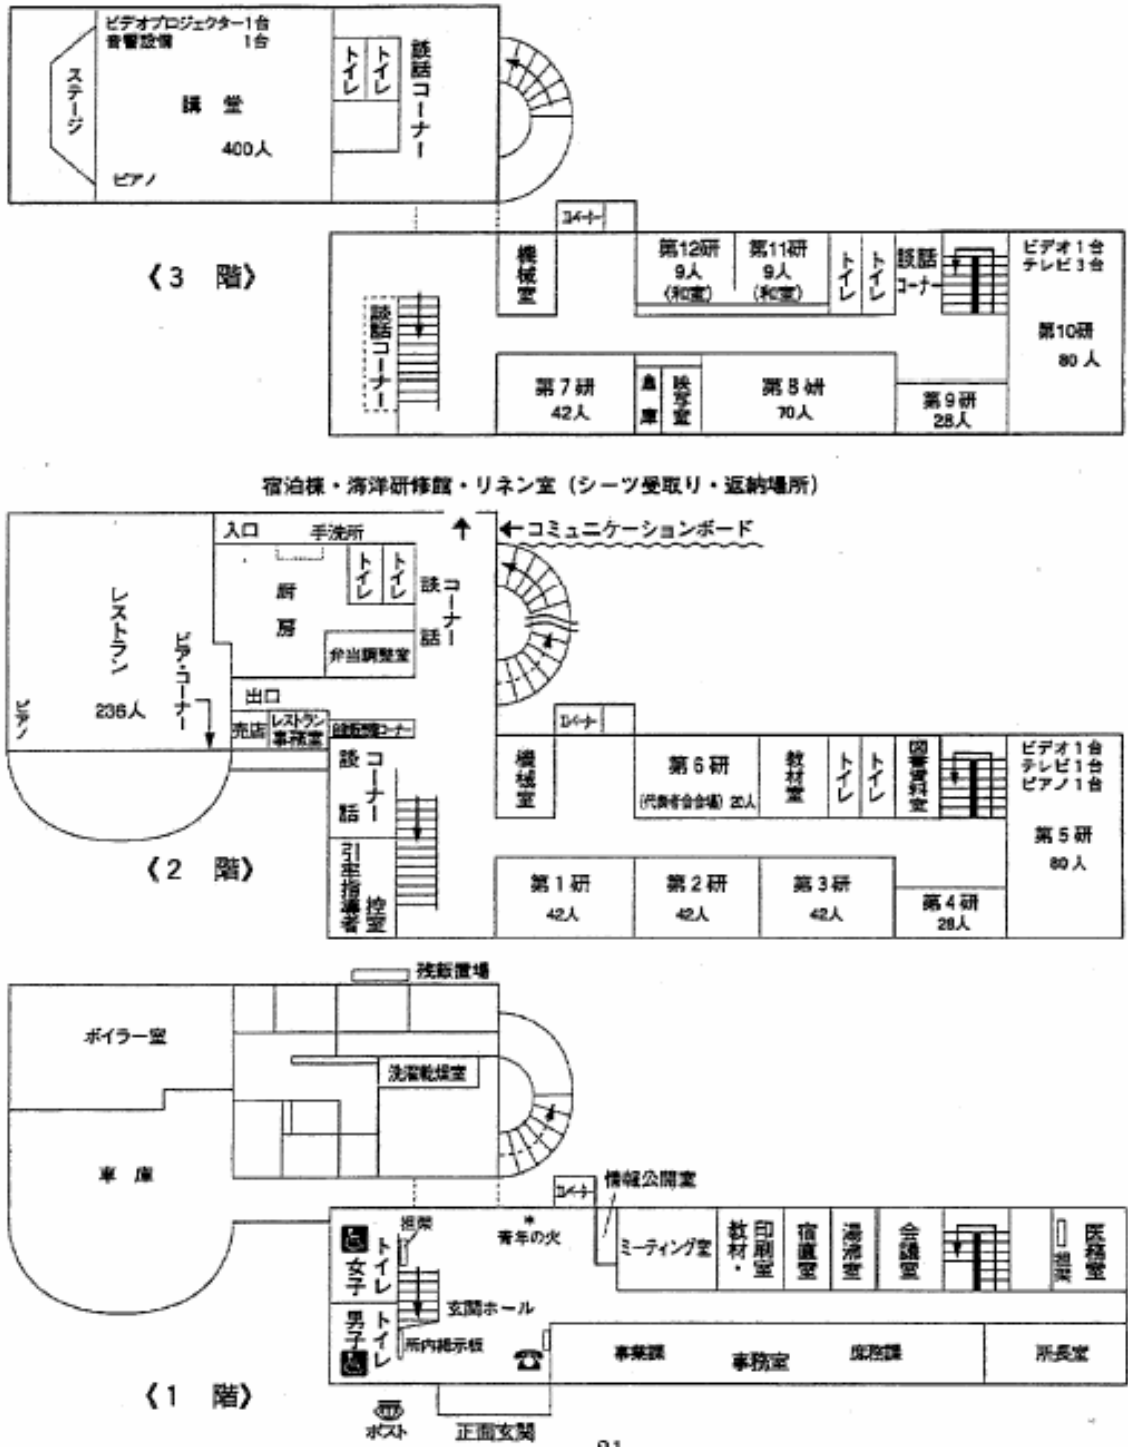 ビデオプロジェクター1台
音響設備 1台
ステージ
講 堂
400人
ピアノ
トイレ
トイレ
談話コーナー
《3 階》
談話コーナー
機械室
エレベーター
第12研
9人
(和室)
第11研
9人
(和室)
トイレ
トイレ
談話
コーナー
ビデオ1台
テレビ3台
第10研
80人
第7研
42人
倉庫
映写室
第8研
70人
第9研
28人
宿泊棟・海洋研修館・リネン室(シーツ受取り・返納場所)
←コミュニケーションボード
入口
手洗所
レストラン
236人
ピアノ
ピア・コーナー
厨房
トイレ
トイレ
談話コーナー
弁当調整室
出口
売店
レストラン
事務室
自動販売機コーナー
談話コーナー
引率指導者控室
《2 階》
機械室
エレベーター
第6研
(代表者会会場)20人
教材室
トイレ
トイレ
図書資料室
ビデオ1台
テレビ1台
ピアノ1台
第5研
80人
第1研
42人
第2研
42人
第3研
42人
第4研
28人
残飯置場
ボイラー室
洗濯乾燥室
車 庫
《1 階》
女子トイレ
男子トイレ
担架
*
青年の火
エレベーター
情報公開室
ミーティング室
教材・印刷室
宿直室
湯沸室
会議室
担架
医務室
玄関ホール
所内掲示板
事業課
事務室
庶務課
所長室
ポスト
正面玄関